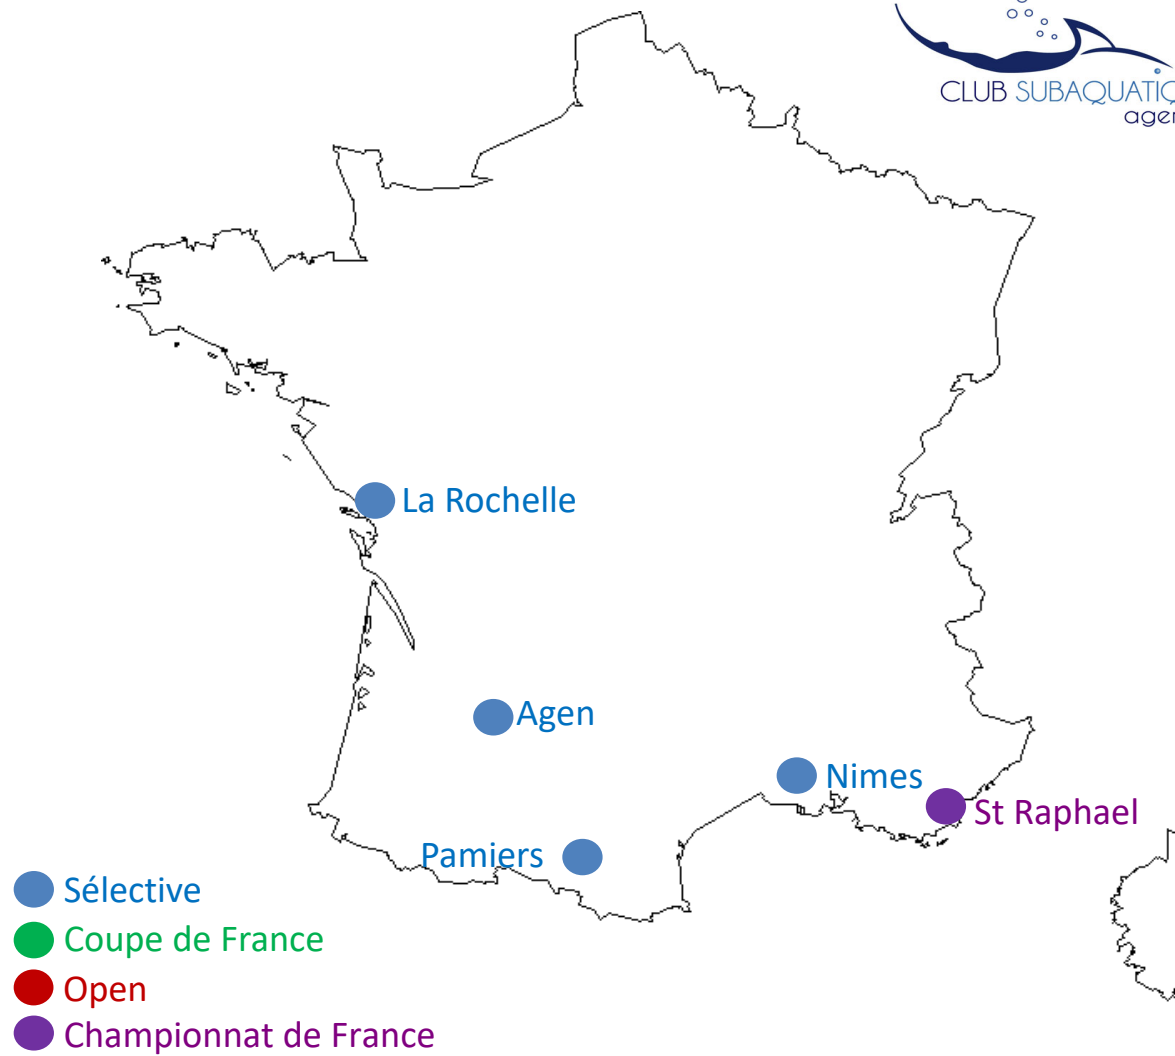 CLUB SUBAQUATIQ
agen
La Rochelle
Agen
Nimes
St Raphael
Pamiers
Sélective
Coupe de France
Open
Championnat de France